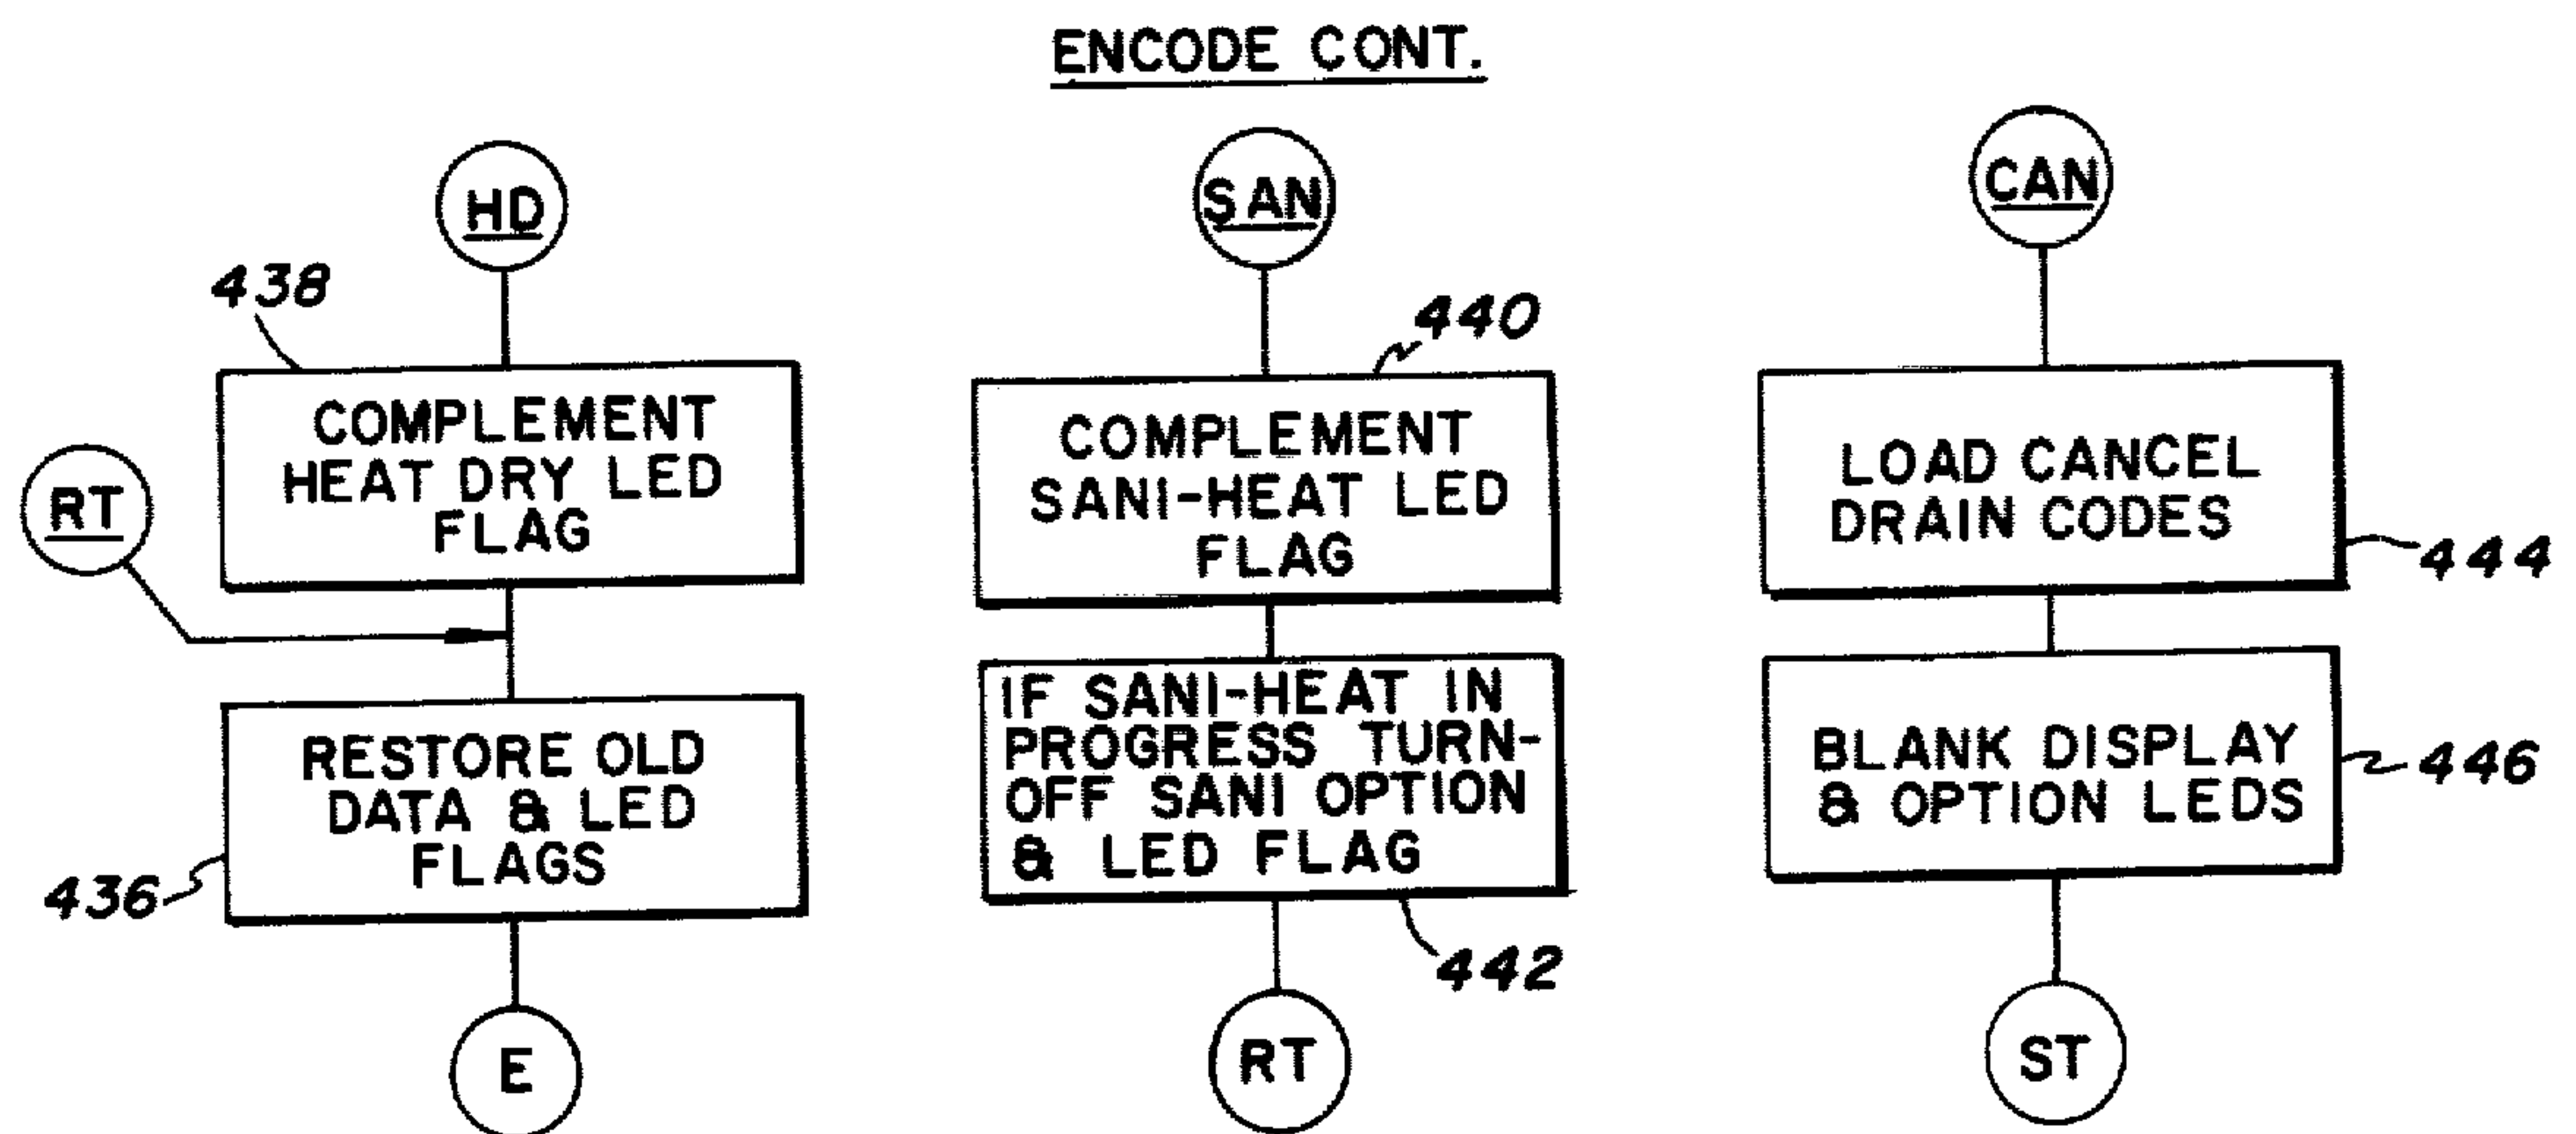 ENCODE CONT.
HD
438
COMPLEMENT
HEAT DRY LED
FLAG
RT
RESTORE OLD
DATA & LED
FLAGS
436
E
SAN
440
COMPLEMENT
SANI-HEAT LED
FLAG
IF SANI-HEAT IN
PROGRESS TURN-
OFF SANI OPTION
& LED FLAG
442
RT
CAN
LOAD CANCEL
DRAIN CODES
444
BLANK DISPLAY
& OPTION LEDS
446
ST